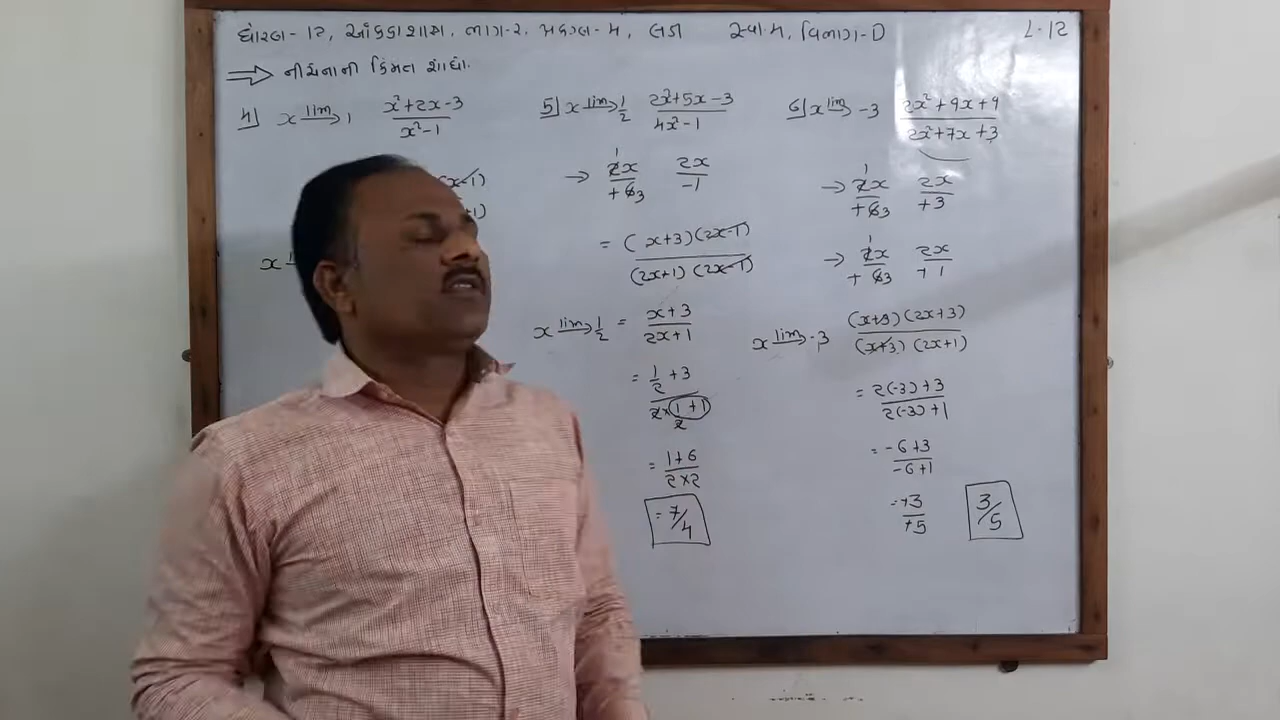 ધોરણ-12, આંકડાશાસ્ત્ર, ભાગ-2, પ્રકરણ-4, લક્ષ સ્વા.4, વિભાગ-D L-12
⇒ નીચેનાની કિંમત શોધો.
4) x lim→ 1 x²+2x-3 / x²-1
(x-1)
+1)
x
5) x lim→ 1/2 2x²+5x-3 / 4x²-1
→ 2x/+6 3 2x/-1
= (x+3)(2x-1) / (2x+1)(2x-1)
x lim→ 1/2 = x+3 / 2x+1
= 1/2 +3 / 2×1/2 +1
= 1+6 / 2×2
= 7/4
6) x lim→ -3 2x²+9x+9 / 2x²+7x+3
→ 2x/+6 3 2x/+3
→ 2x/+6 3 2x/+1
x lim→ -3 (x+3)(2x+3) / (x+3)(2x+1)
= 2(-3)+3 / 2(-3)+1
= -6+3 / -6+1
= +3 / +5 3/5